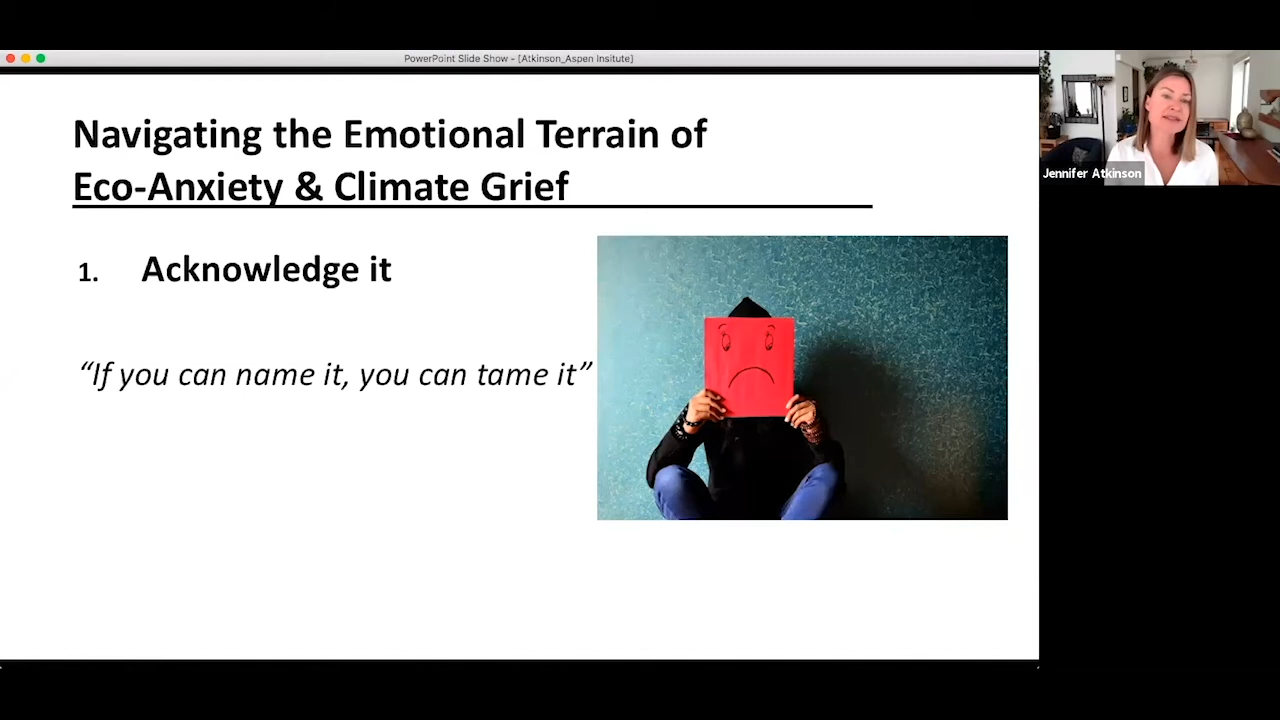 PowerPoint Slide Show - [Atkinson_Aspen Insitute]
Navigating the Emotional Terrain of
Eco-Anxiety & Climate Grief
1. Acknowledge it
“If you can name it, you can tame it”
Jennifer Atkinson